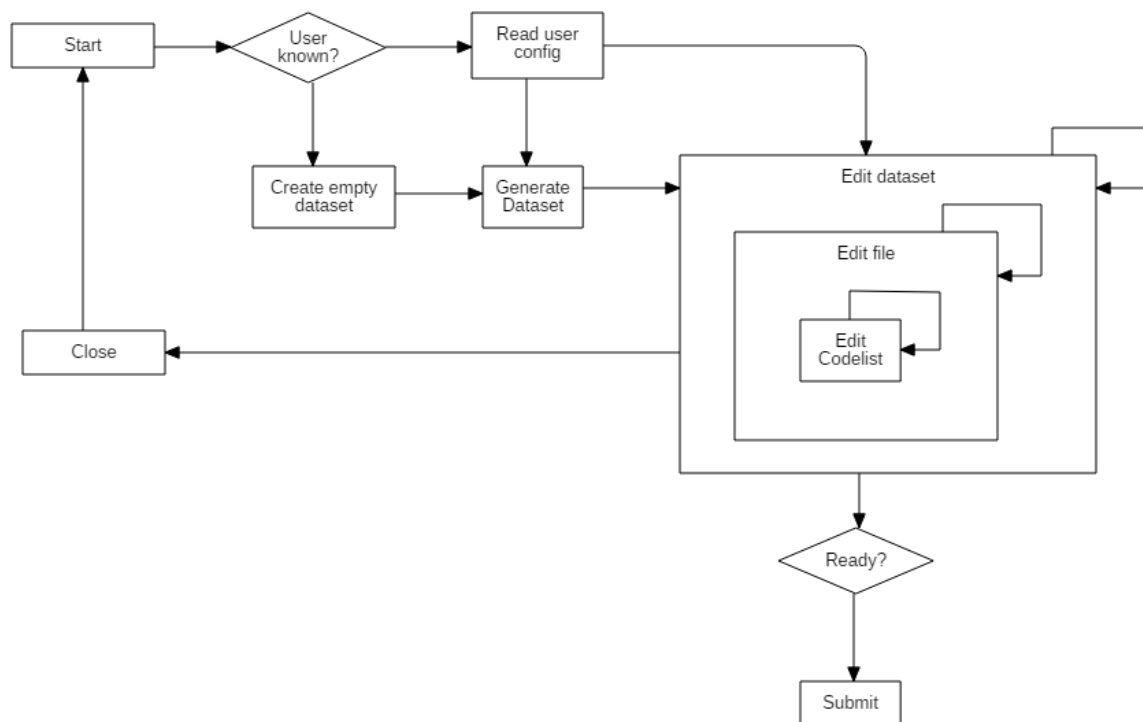 Start
User
known?
Read user
config
Create empty
dataset
Generate
Dataset
Edit dataset
Edit file
Edit
Codelist
Close
Ready?
Submit